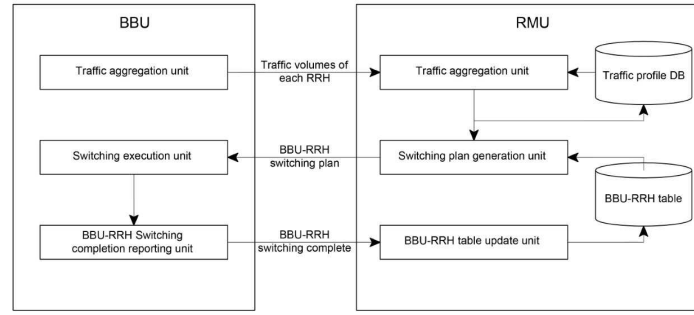 BBU
RMU
Traffic aggregation unit
Traffic volumes of
each RRH
Traffic aggregation unit
Traffic profile DB
Switching execution unit
BBU-RRH
switching plan
Switching plan generation unit
BBU-RRH table
BBU-RRH Switching
completion reporting unit
BBU-RRH
switching complete
BBU-RRH table update unit